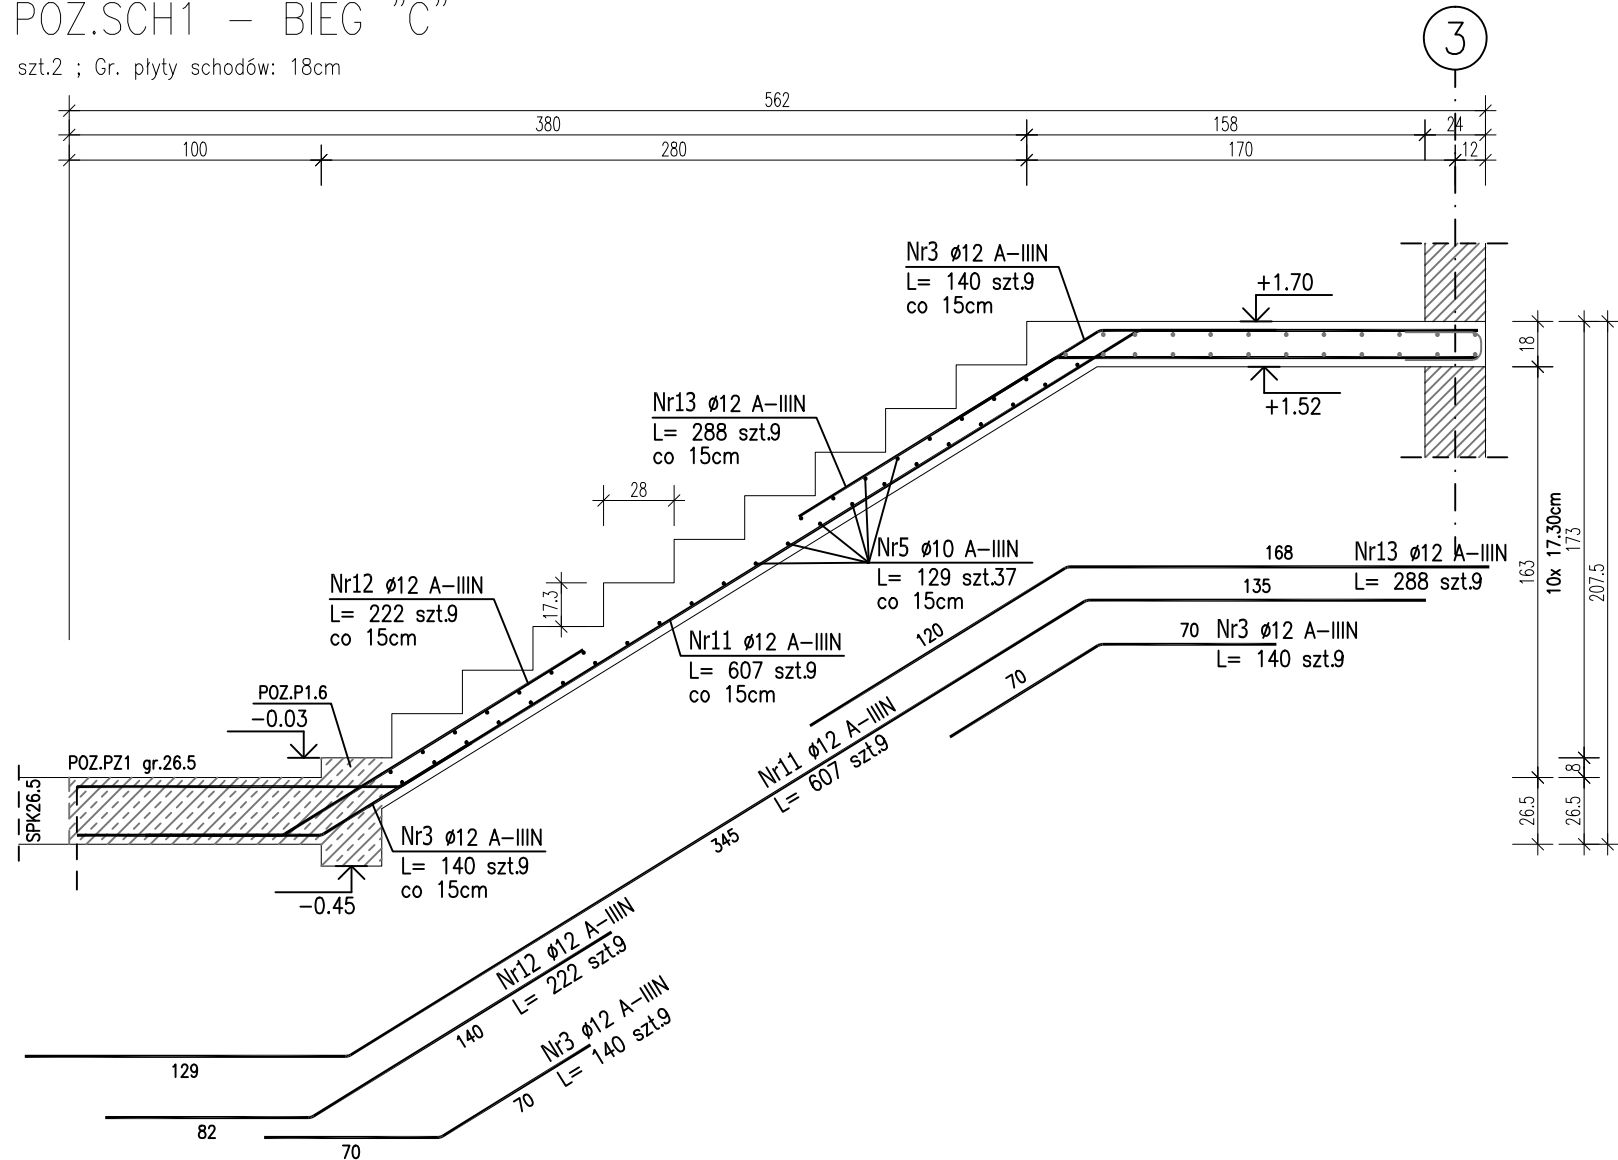 POZ.SCH1 – BIEG "C"
szt.2 ; Gr. płyty schodów: 18cm
3
562
380
158
24
100
280
170
12
Nr3 ø12 A–IIIN
L= 140 szt.9
co 15cm
+1.70
18
+1.52
Nr13 ø12 A–IIIN
L= 288 szt.9
co 15cm
28
Nr5 ø10 A–IIIN
L= 129 szt.37
co 15cm
168
Nr13 ø12 A–IIIN
L= 288 szt.9
135
163
10x 17.30cm
173
207.5
Nr12 ø12 A–IIIN
L= 222 szt.9
co 15cm
17.3
120
70
Nr3 ø12 A–IIIN
L= 140 szt.9
Nr11 ø12 A–IIIN
L= 607 szt.9
co 15cm
70
POZ.P1.6
–0.03
Nr11 ø12 A–IIIN
L= 607 szt.9
POZ.PZ1 gr.26.5
SPK26.5
8
26.5
26.5
Nr3 ø12 A–IIIN
L= 140 szt.9
co 15cm
345
–0.45
Nr12 ø12 A–IIIN
L= 222 szt.9
140
Nr3 ø12 A–IIIN
L= 140 szt.9
129
70
82
70